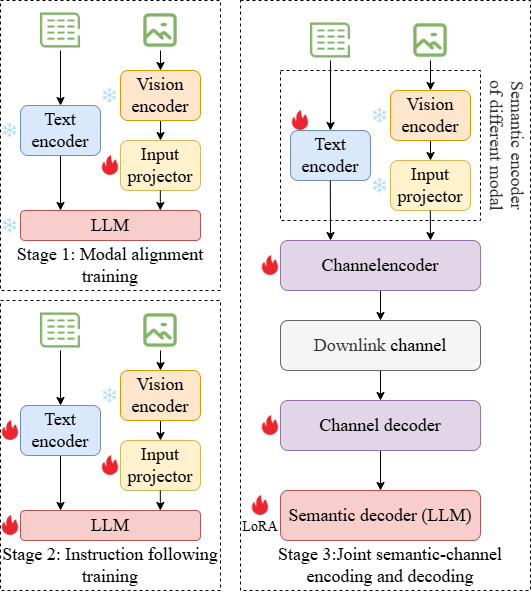 Vision
encoder
Text
encoder
Input
projector
LLM
Stage 1: Modal alignment
training
Vision
encoder
Text
encoder
Input
projector
LLM
Stage 2: Instruction following
training
Semantic encoder
of different modal
Vision
encoder
Text
encoder
Input
projector
Channelencoder
Downlink channel
Channel decoder
LoRA
Semantic decoder (LLM)
Stage 3:Joint semantic-channel
encoding and decoding